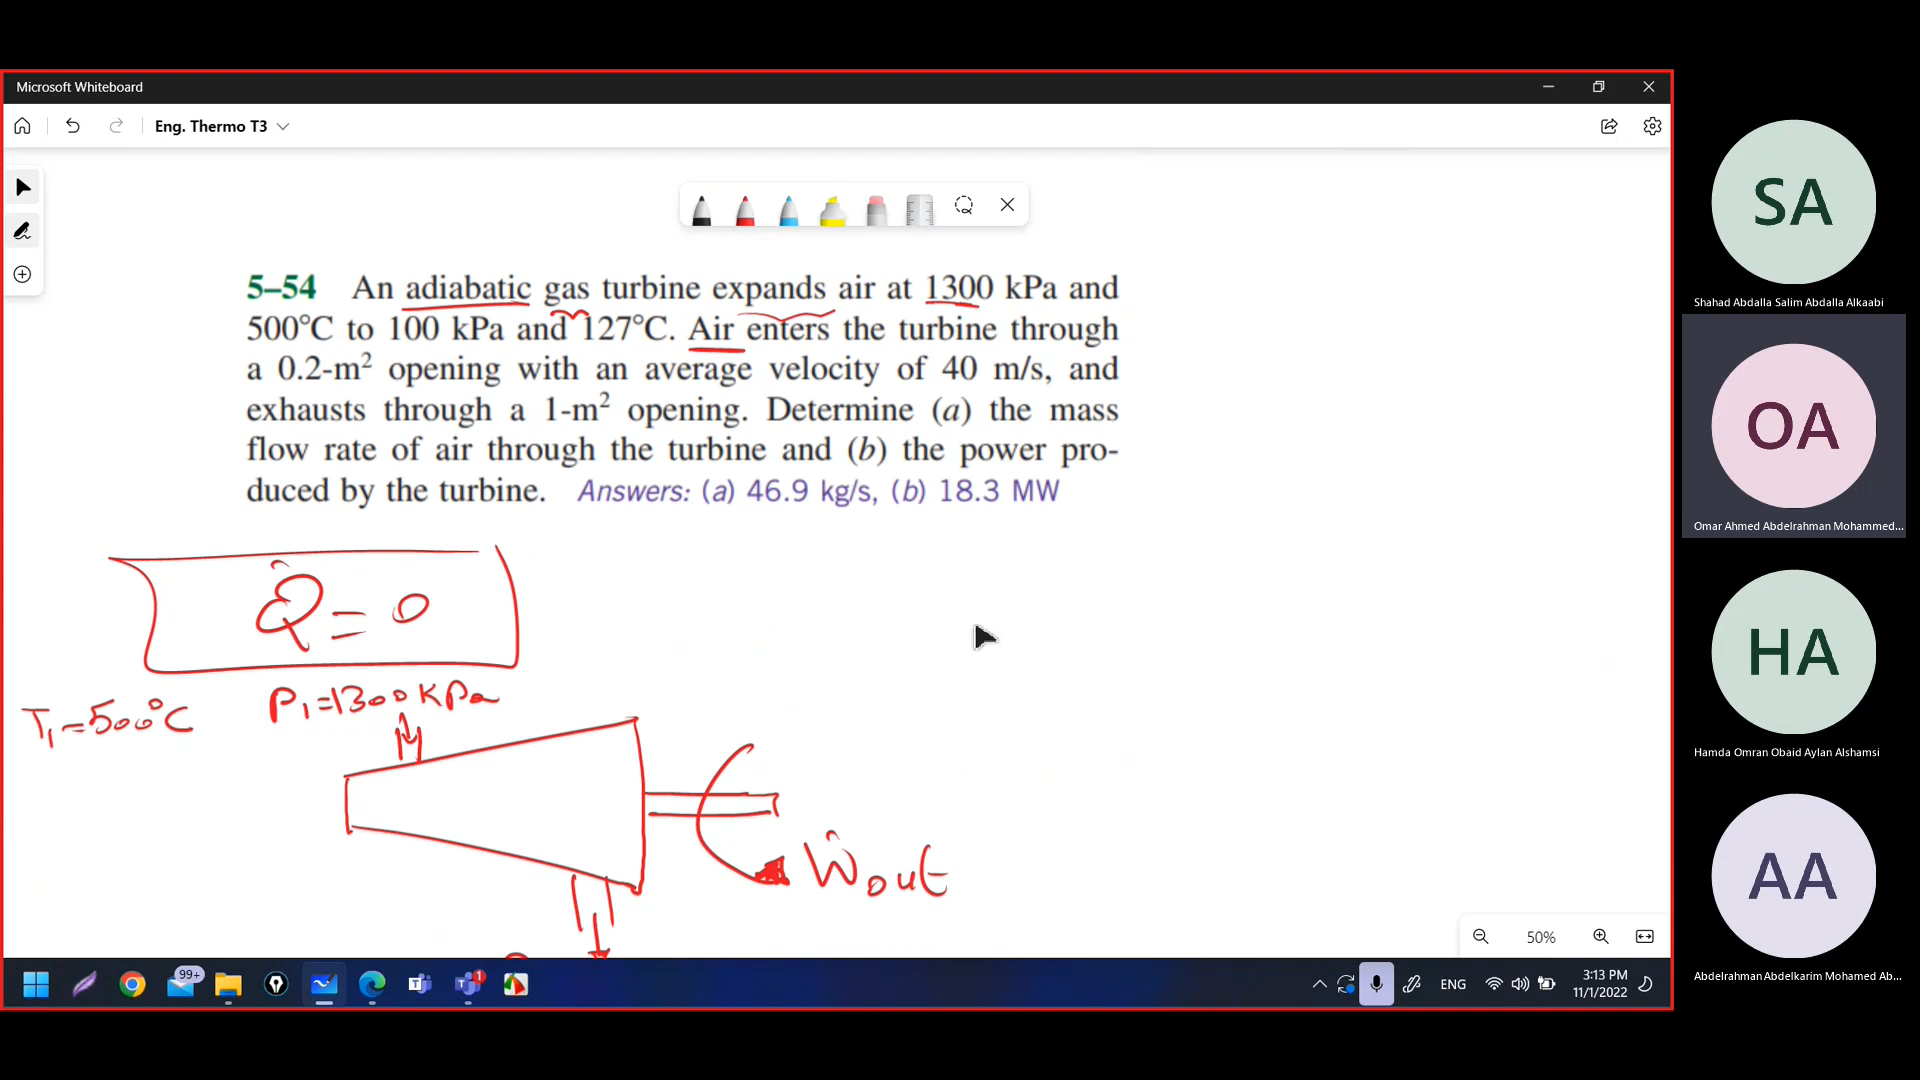 Microsoft Whiteboard
Eng. Thermo T3
5–54 An adiabatic gas turbine expands air at 1300 kPa and
500°C to 100 kPa and 127°C. Air enters the turbine through
a 0.2-m² opening with an average velocity of 40 m/s, and
exhausts through a 1-m² opening. Determine (a) the mass
flow rate of air through the turbine and (b) the power pro-
duced by the turbine. Answers: (a) 46.9 kg/s, (b) 18.3 MW
Q̇ = 0
T₁=500°C
P₁=1300KPa
Ẇout
50%
99+
1
ENG
3:13 PM
11/1/2022
SA
Shahad Abdalla Salim Abdalla Alkaabi
OA
Omar Ahmed Abdelrahman Mohammed...
HA
Hamda Omran Obaid Aylan Alshamsi
AA
Abdelrahman Abdelkarim Mohamed Ab...